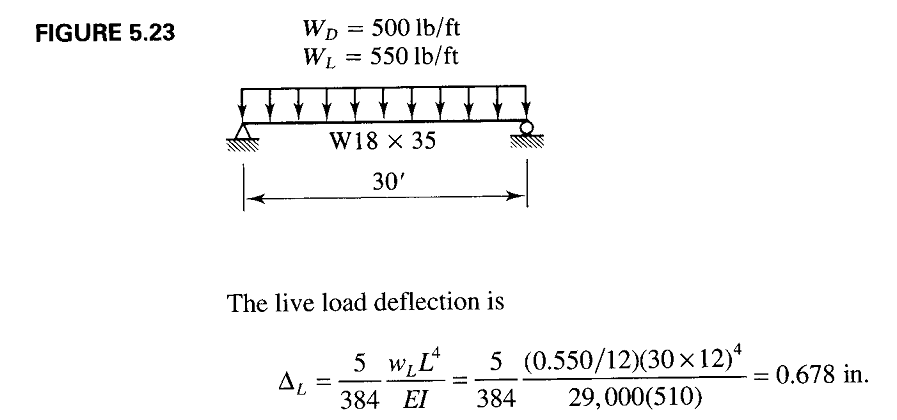 FIGURE 5.23
W_D = 500 lb/ft
W_L = 550 lb/ft
W18 × 35
30′
The live load deflection is
Δ_L = 5/384 w_L L⁴/EI = 5/384 (0.550/12)(30 × 12)⁴/29,000(510) = 0.678 in.